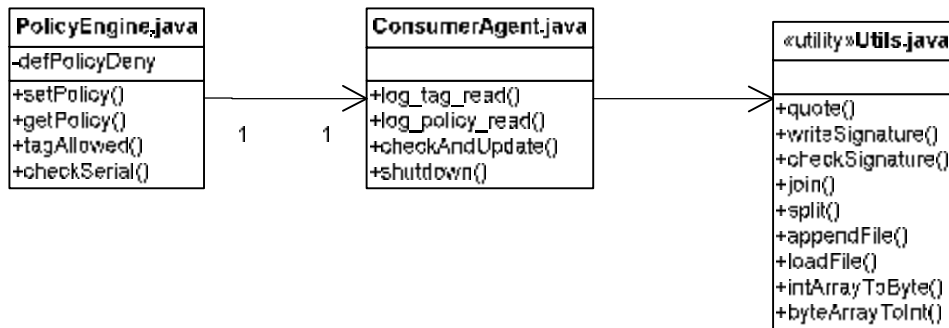 PolicyEngine.java
-defPolicyDeny
+setPolicy()
+getPolicy()
+tagAllowed()
+checkSerial()
1
1
ConsumerAgent.java
+log_tag_read()
+log_policy_read()
+checkAndUpdate()
+shutdown()
«utility»Utils.java
+quote()
+writeSignature()
+checkSignature()
+join()
+split()
+appendFile()
+loadFile()
+intArrayToByte()
+byteArrayToInt()